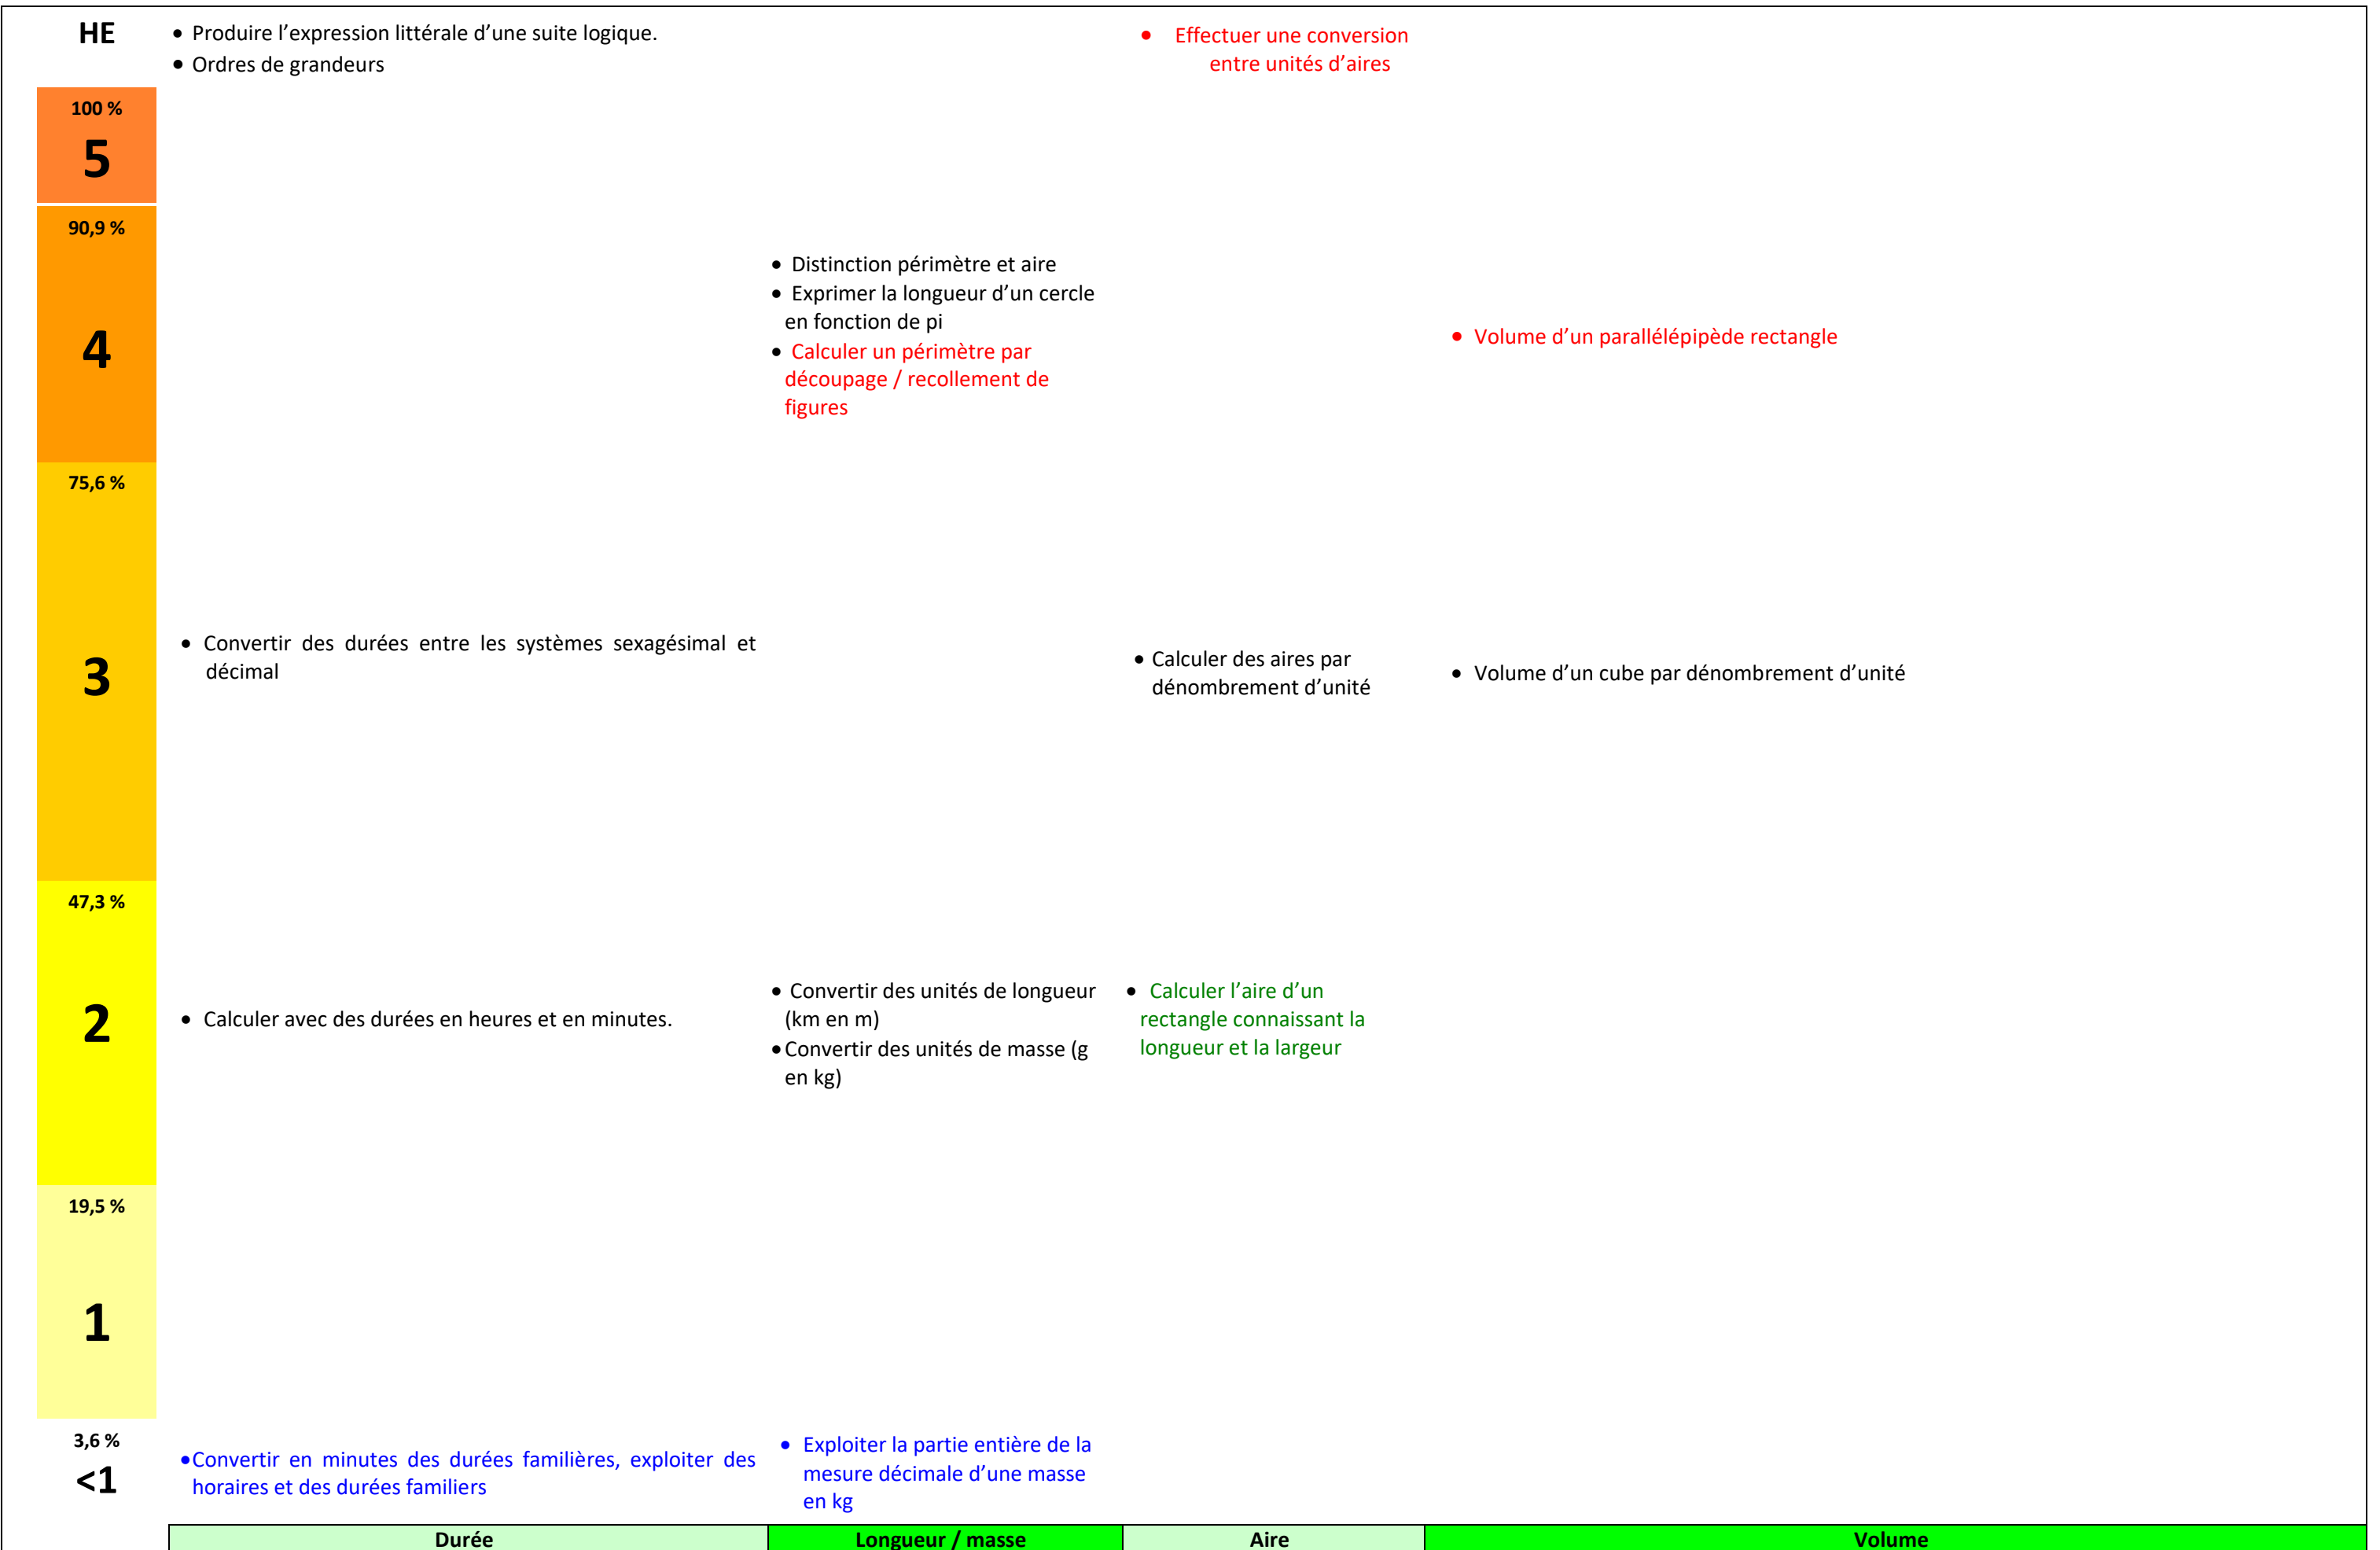 HE
• Produire l’expression littérale d’une suite logique.
• Ordres de grandeurs
• Effectuer une conversion
entre unités d’aires
100 %
5
90,9 %
4
• Distinction périmètre et aire
• Exprimer la longueur d’un cercle
en fonction de pi
• Calculer un périmètre par
découpage / recollement de
figures
• Volume d’un parallélépipède rectangle
75,6 %
3
• Convertir des durées entre les systèmes sexagésimal et
décimal
• Calculer des aires par
dénombrement d’unité
• Volume d’un cube par dénombrement d’unité
47,3 %
2
• Calculer avec des durées en heures et en minutes.
• Convertir des unités de longueur
(km en m)
• Convertir des unités de masse (g
en kg)
• Calculer l’aire d’un
rectangle connaissant la
longueur et la largeur
19,5 %
1
3,6 %
<1
• Convertir en minutes des durées familières, exploiter des
horaires et des durées familiers
• Exploiter la partie entière de la
mesure décimale d’une masse
en kg
Durée
Longueur / masse
Aire
Volume